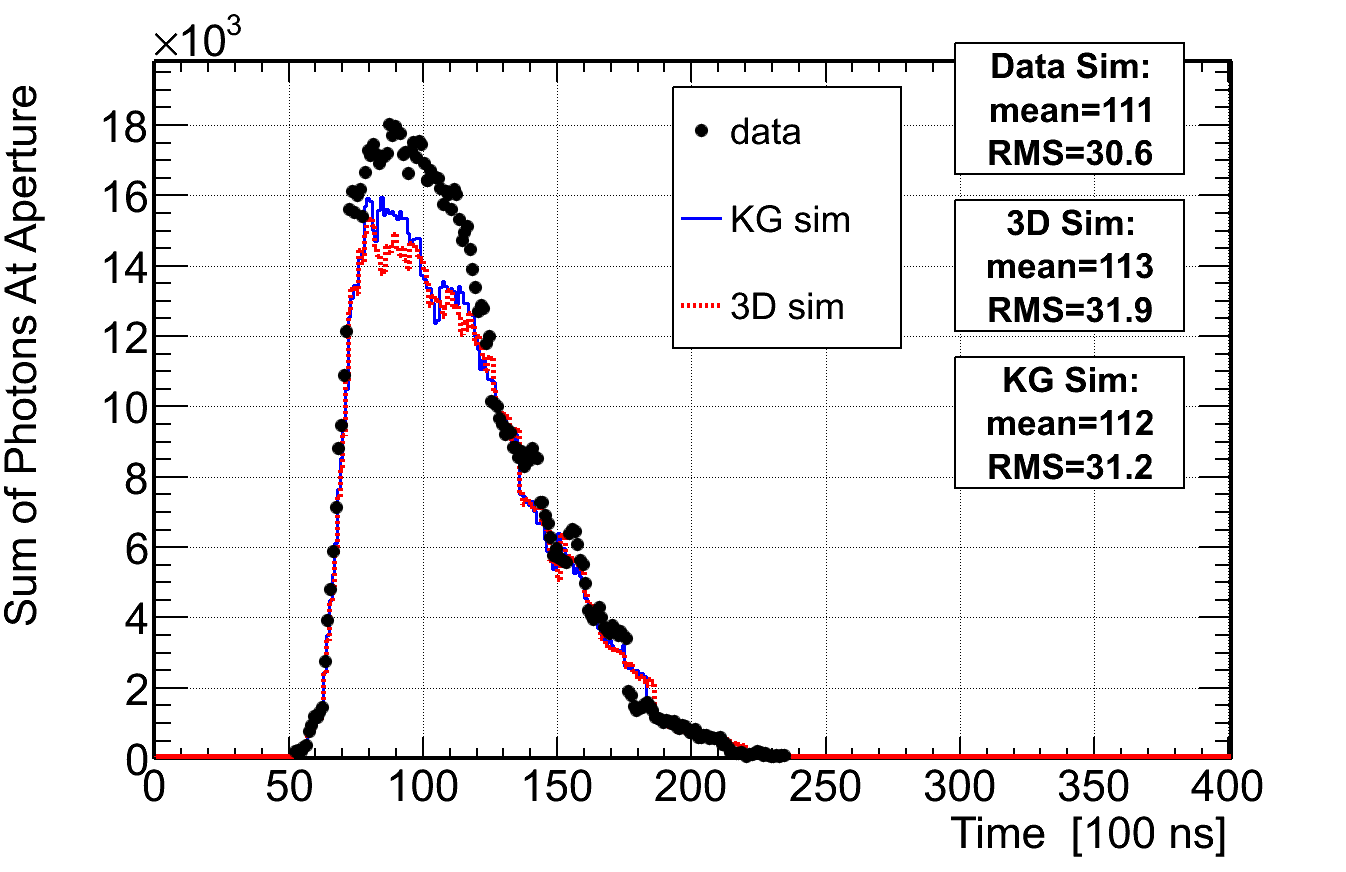 ×10³
Sum of Photons At Aperture
18
16
14
12
10
8
6
4
2
0
0 50 100 150 200 250 300 350 400
Time [100 ns]
data
KG sim
3D sim
Data Sim:
mean=111
RMS=30.6
3D Sim:
mean=113
RMS=31.9
KG Sim:
mean=112
RMS=31.2